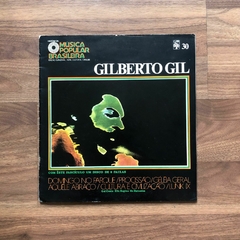 MUSICA
POPULAR
BRASILEIRA
30
GILBERTO GIL
DOMINGO NO PARQUE/PROCISSÃO/GELÉIA GERAL
AQUELE ABRAÇO/CULTURA E CIVILIZAÇÃO/LUNIK IX